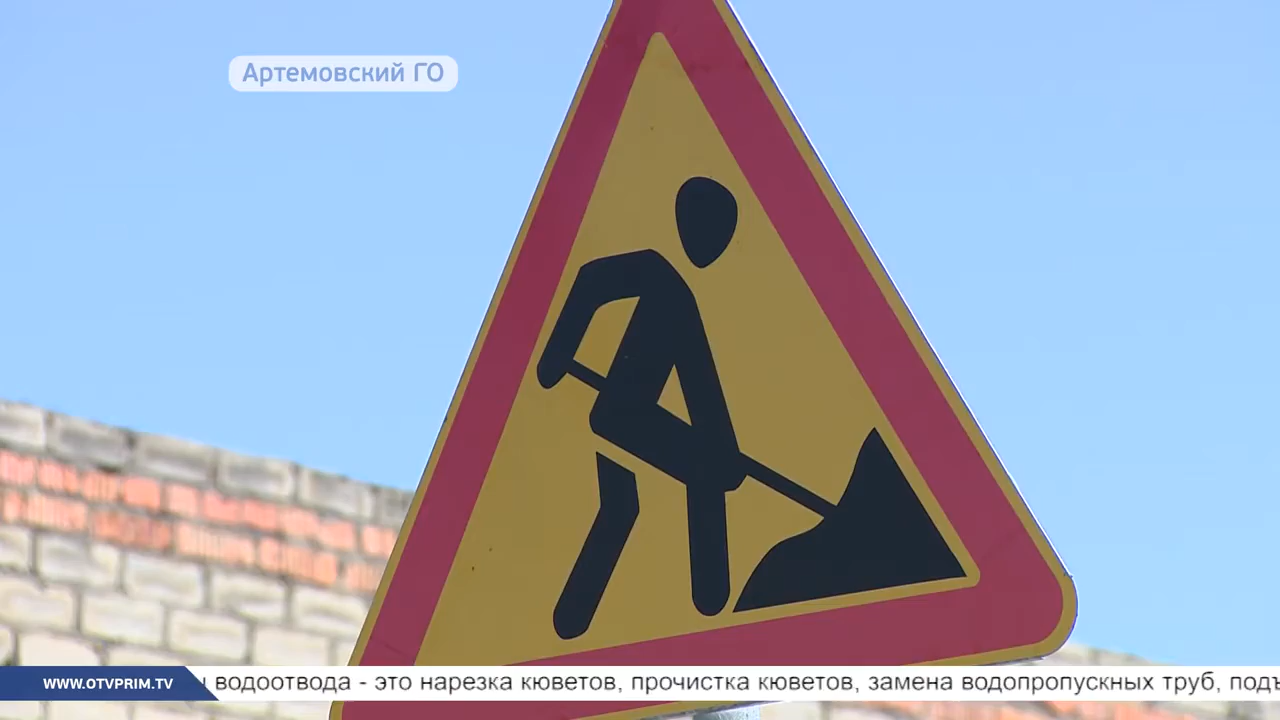 Артемовский ГО
WWW.OTVPRIM.TV
водоотвода - это нарезка кюветов, прочистка кюветов, замена водопропускных труб,